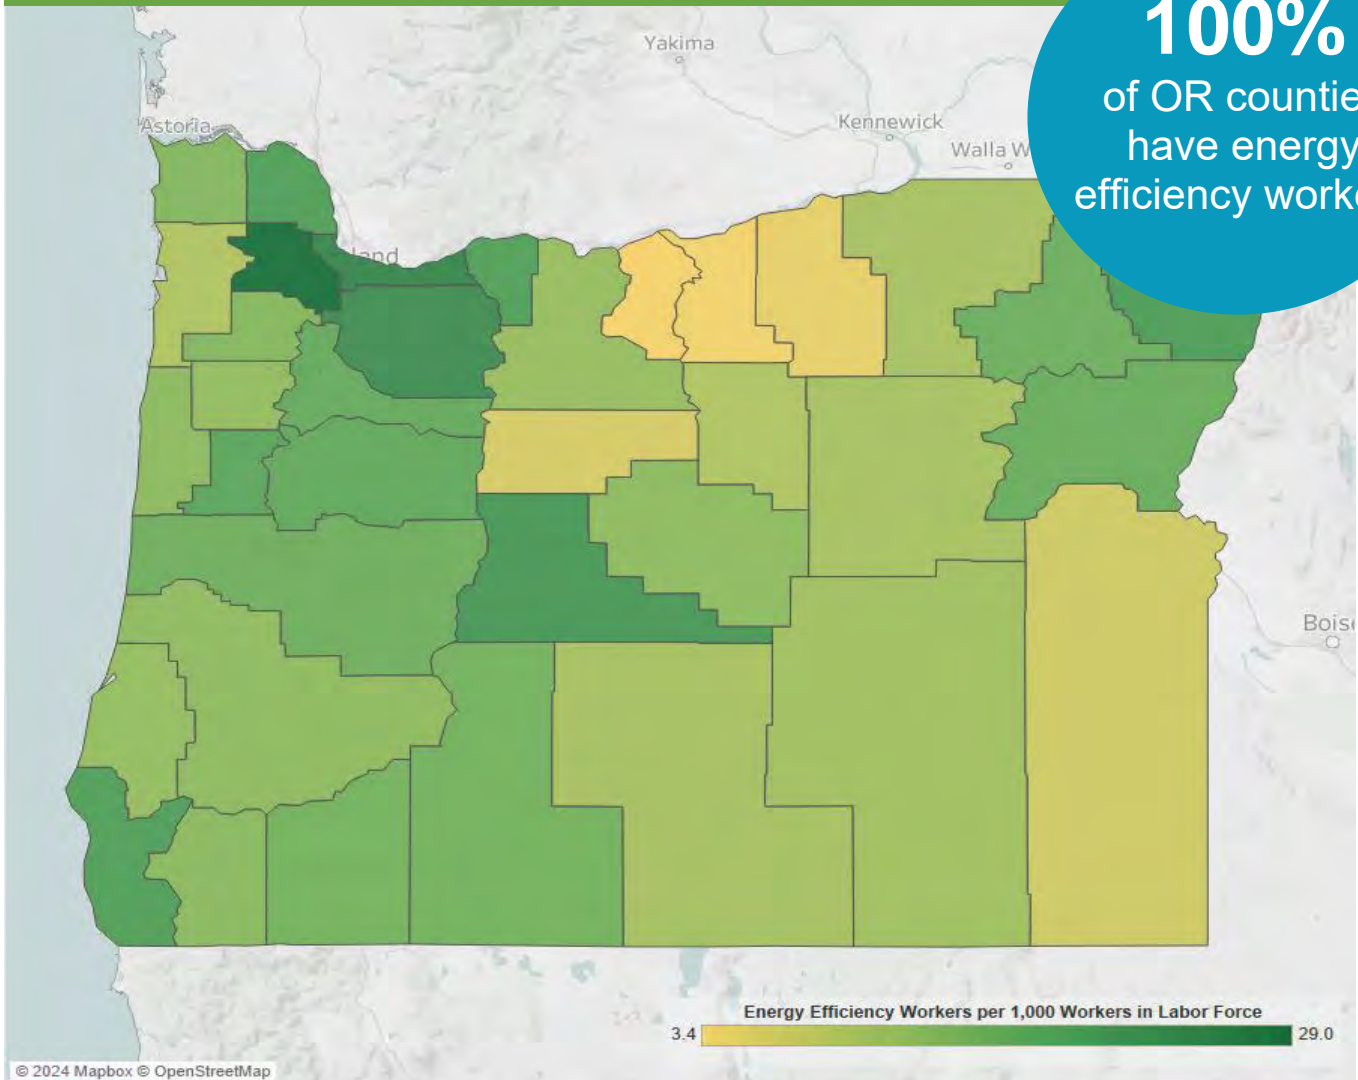 100%
of OR countie
have energy
efficiency worke
Yakima
Kennewick
Walla W
Astoria
land
Boise
Energy Efficiency Workers per 1,000 Workers in Labor Force
3.4
29.0
© 2024 Mapbox © OpenStreetMap